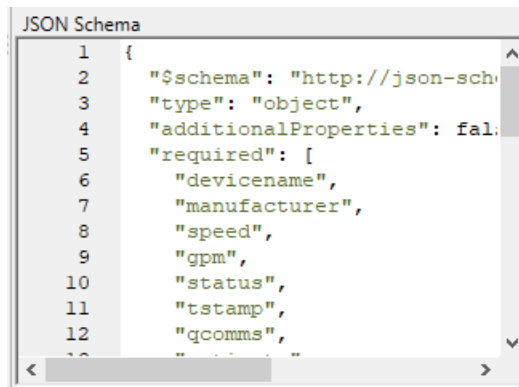 JSON Schema
1 {
2 "$schema": "http://json-sch
3 "type": "object",
4 "additionalProperties": fal
5 "required": [
6 "devicename",
7 "manufacturer",
8 "speed",
9 "gpm",
10 "status",
11 "tstamp",
12 "qcomms",